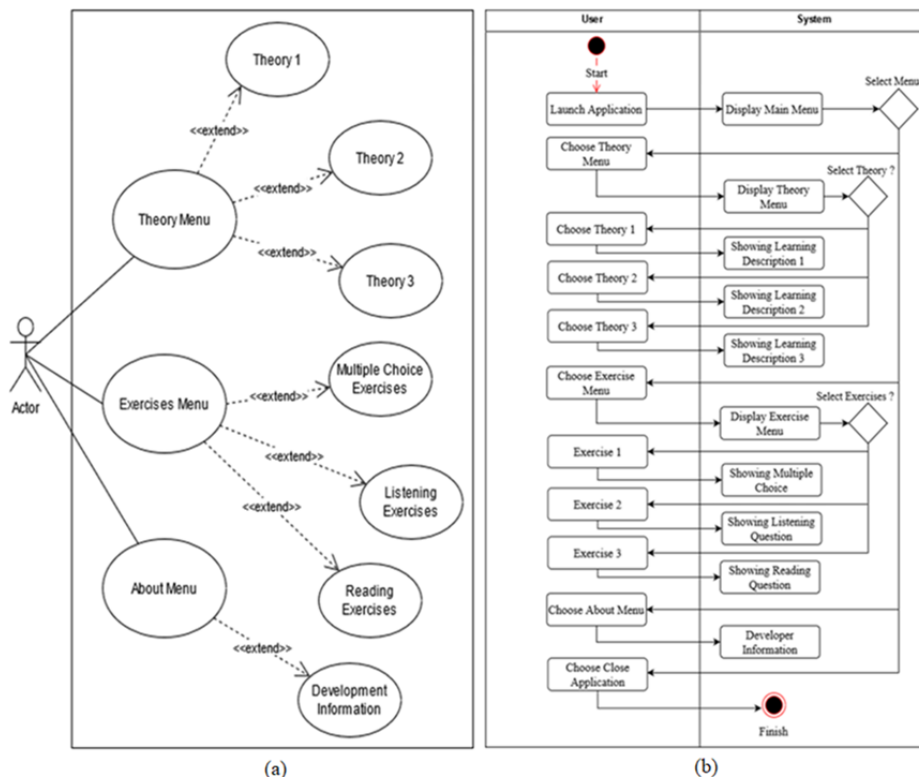 Theory 1
<<extend>>
Theory 2
<<extend>>
Theory Menu
<<extend>>
Theory 3
Actor
Multiple Choice
Exercises
<<extend>>
Exercises Menu
<<extend>>
Listening
Exercises
<<extend>>
About Menu
Reading
Exercises
<<extend>>
Development
Information
(a)
User
System
Start
Select Menu
Launch Application
Display Main Menu
Choose Theory
Menu
Select Theory ?
Display Theory
Menu
Choose Theory 1
Showing Learning
Description 1
Choose Theory 2
Showing Learning
Description 2
Choose Theory 3
Showing Learning
Description 3
Choose Exercise
Menu
Select Exercises ?
Display Exercise
Menu
Exercise 1
Showing Multiple
Choice
Exercise 2
Showing Listening
Question
Exercise 3
Showing Reading
Question
Choose About Menu
Developer
Information
Choose Close
Application
Finish
(b)